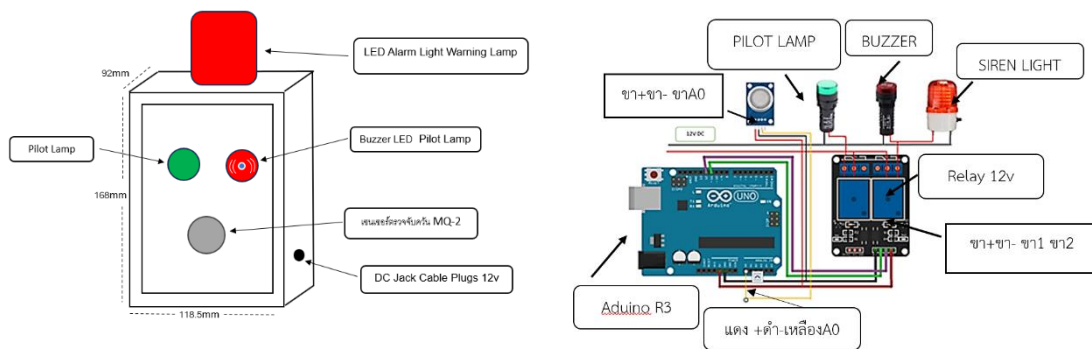 LED Alarm Light Warning Lamp
92mm
Pilot Lamp
Buzzer LED  Pilot Lamp
168mm
เซนเซอร์ตรวจจับควัน MQ-2
DC Jack Cable Plugs 12v
118.5mm
PILOT LAMP
BUZZER
SIREN LIGHT
ขา+ขา- ขาA0
12V DC
Relay 12v
UNO
Arduino
ขา+ขา- ขา1 ขา2
Aduino R3
แดง +ดำ-เหลืองA0